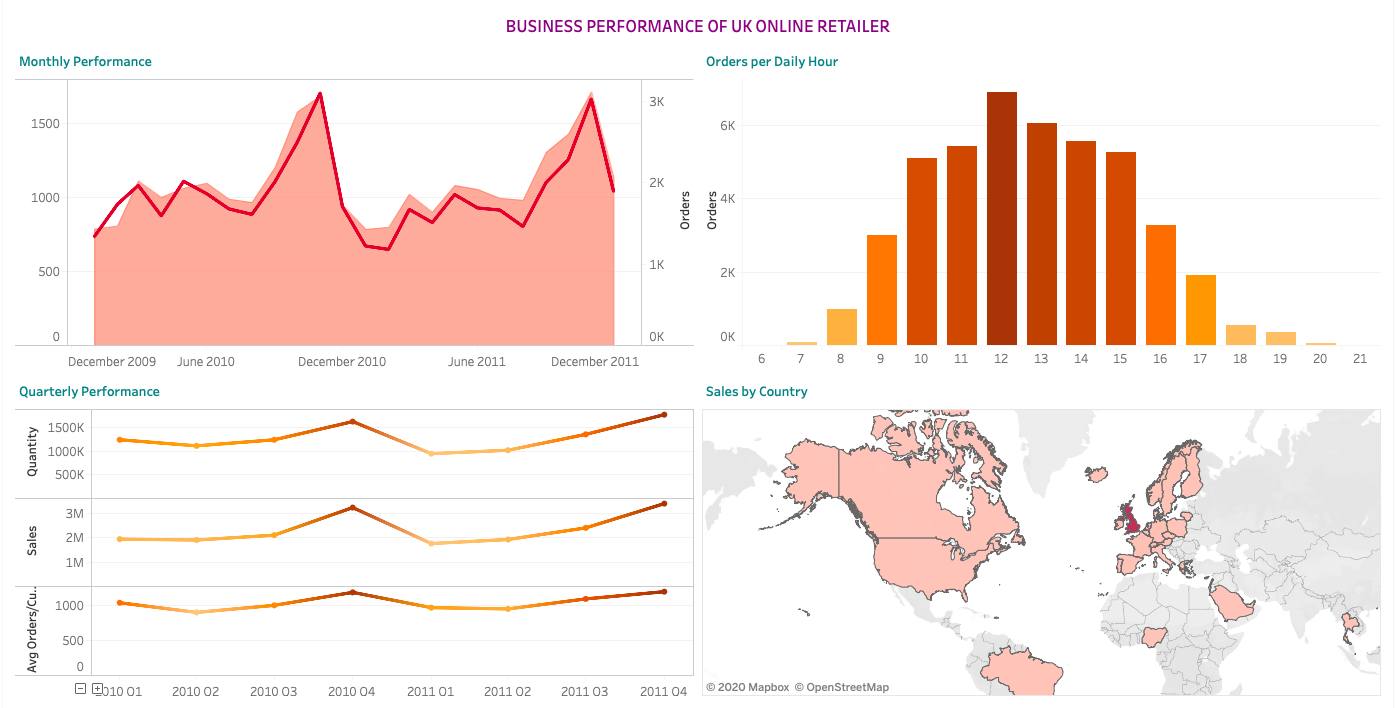 BUSINESS PERFORMANCE OF UK ONLINE RETAILER
Monthly Performance
1500
1000
500
0
3K
2K
1K
0K
Orders
December 2009 June 2010 December 2010 June 2011 December 2011
Orders per Daily Hour
Orders
6K
4K
2K
0K
6 7 8 9 10 11 12 13 14 15 16 17 18 19 20 21
Quarterly Performance
Quantity
1500K
1000K
500K
Sales
3M
2M
1M
Avg Orders/Cu..
1000
500
0
2010 Q1 2010 Q2 2010 Q3 2010 Q4 2011 Q1 2011 Q2 2011 Q3 2011 Q4
Sales by Country
© 2020 Mapbox © OpenStreetMap